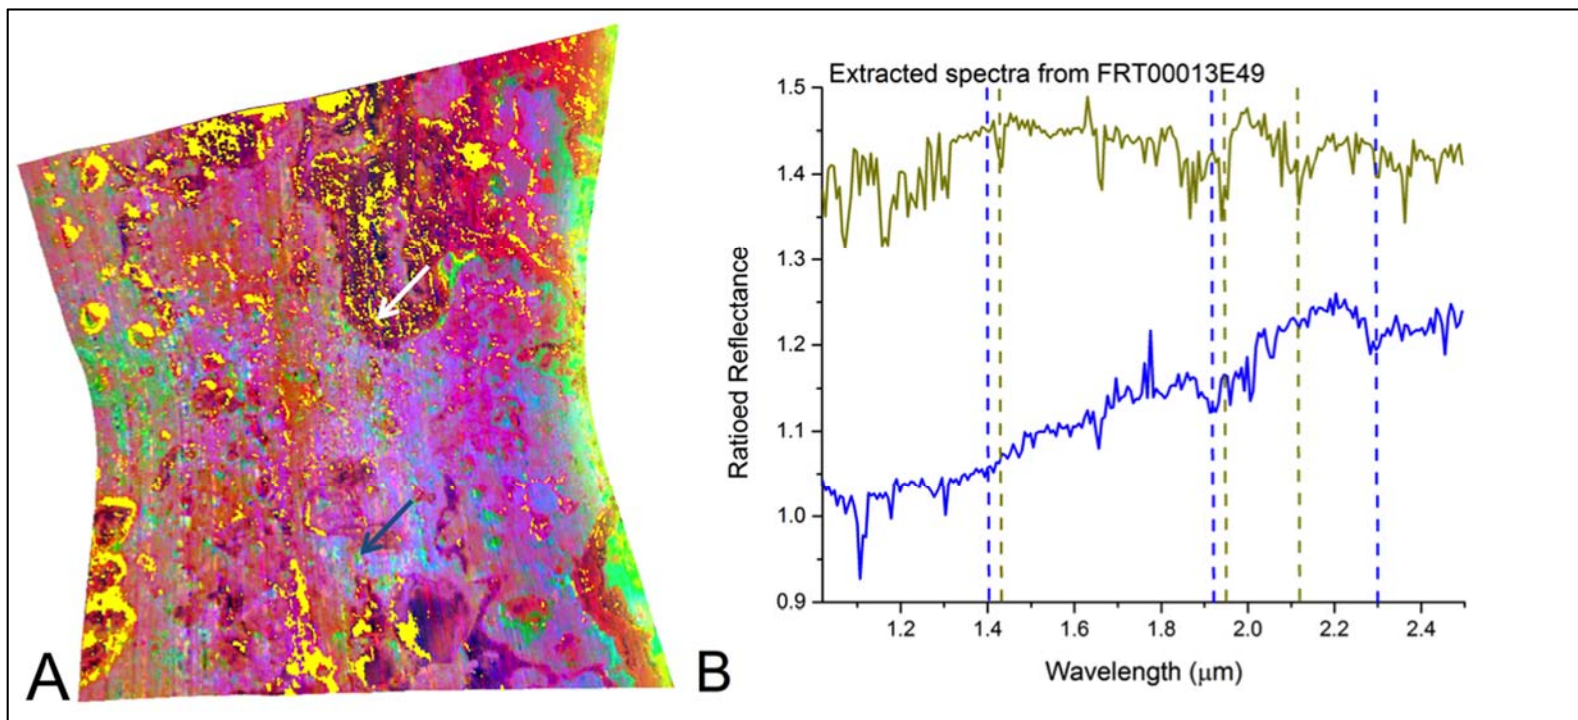 A
B
Extracted spectra from FRT00013E49
1.5
1.4
1.3
1.2
1.1
1.0
0.9
Ratioed Reflectance
1.2 1.4 1.6 1.8 2.0 2.2 2.4
Wavelength (μm)